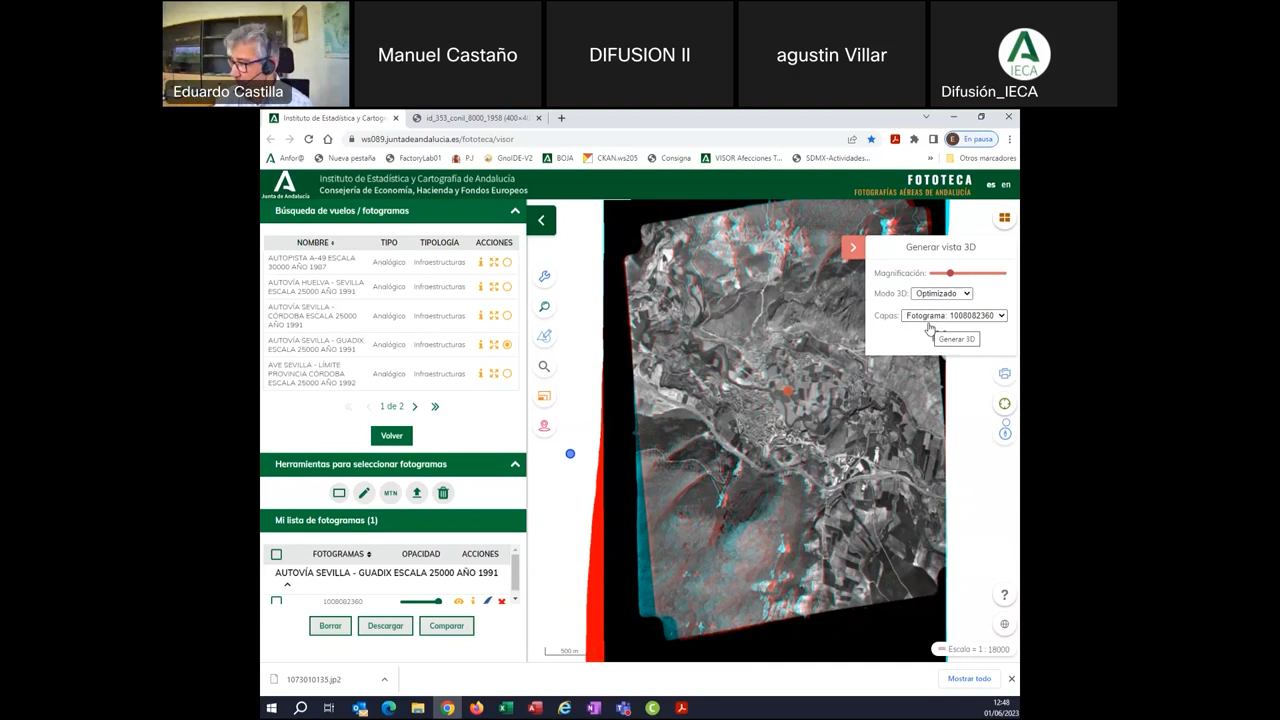 Eduardo Castilla
Manuel Castaño
DIFUSION II
agustin Villar
IECA
Difusión_IECA
Instituto de Estadística y Cartogr
id_353_conil_8000_1958 (400×4
ws089.juntadeandalucia.es/fototeca/visor
En pausa
Anfor@
Nueva pestaña
FactoryLab01
PJ
GnoIDE-V2
BOJA
CKAN.ws205
Consigna
VISOR Afecciones T...
SDMX-Actividades...
»
Otros marcadores
Junta de Andalucía
Instituto de Estadística y Cartografía de Andalucía
Consejería de Economía, Hacienda y Fondos Europeos
FOTOTECA
FOTOGRAFÍAS AÉREAS DE ANDALUCÍA
es en
Búsqueda de vuelos / fotogramas
NOMBRE TIPO TIPOLOGÍA ACCIONES
AUTOPISTA A-49 ESCALA
30000 AÑO 1987
Analógico Infraestructuras
AUTOVÍA HUELVA - SEVILLA
ESCALA 25000 AÑO 1991
Analógico Infraestructuras
AUTOVÍA SEVILLA -
CÓRDOBA ESCALA 25000
AÑO 1991
Analógico Infraestructuras
AUTOVÍA SEVILLA - GUADIX
ESCALA 25000 AÑO 1991
Analógico Infraestructuras
AVE SEVILLA - LÍMITE
PROVINCIA CÓRDOBA
ESCALA 25000 AÑO 1992
Analógico Infraestructuras
1 de 2
Volver
Herramientas para seleccionar fotogramas
MTN
Mi lista de fotogramas (1)
FOTOGRAMAS OPACIDAD ACCIONES
AUTOVÍA SEVILLA - GUADIX ESCALA 25000 AÑO 1991
1008082360
Borrar
Descargar
Comparar
Generar vista 3D
Magnificación:
Modo 3D: Optimizado
Capas: Fotograma: 1008082360
Generar 3D
?
500 m
Escala = 1 : 18000
1073010135.jp2
Mostrar todo
12:48
01/06/2023